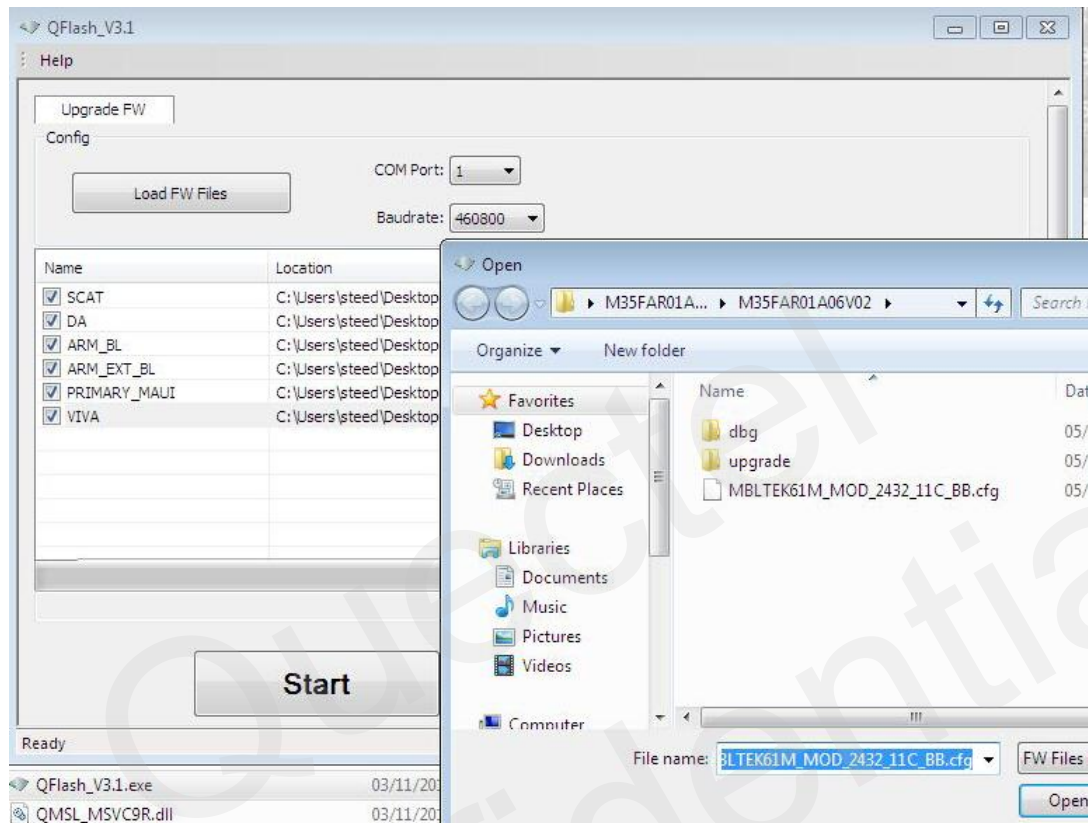 QFlash_V3.1
Help
Upgrade FW
Config
Load FW Files
COM Port: 1
Baudrate: 460800
Name Location
SCAT C:\Users\steed\Desktop
DA C:\Users\steed\Desktop
ARM_BL C:\Users\steed\Desktop
ARM_EXT_BL C:\Users\steed\Desktop
PRIMARY_MAUI C:\Users\steed\Desktop
VIVA C:\Users\steed\Desktop
Start
Ready
QFlash_V3.1.exe 03/11/201
QMSL_MSVC9R.dll 03/11/201
Open
M35FAR01A... M35FAR01A06V02
Search
Organize New folder
Favorites
Desktop
Downloads
Recent Places
Libraries
Documents
Music
Pictures
Videos
Computer
Name Dat
dbg 05/
upgrade 05/
MBLTEK61M_MOD_2432_11C_BB.cfg 05/
File name: BLTEK61M_MOD_2432_11C_BB.cfg FW Files
Open
Quectel